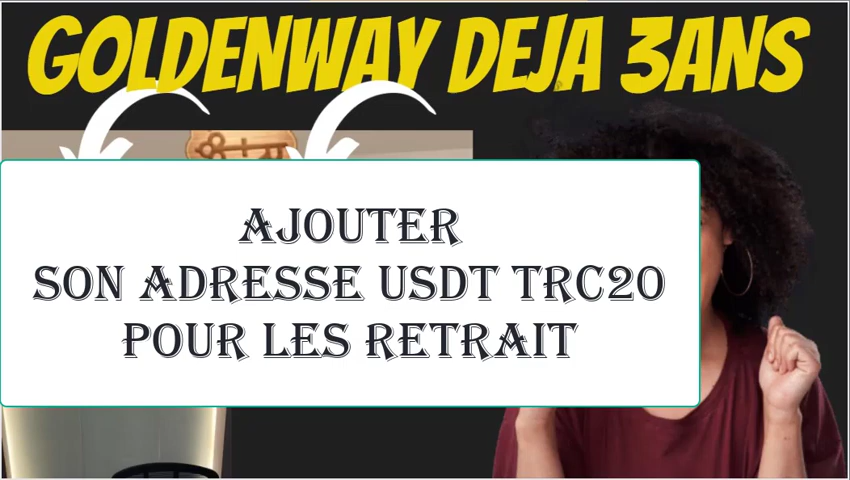 GOLDENWAY DEJA 3ANS
AJOUTER
SON ADRESSE USDT TRC20
POUR LES RETRAIT